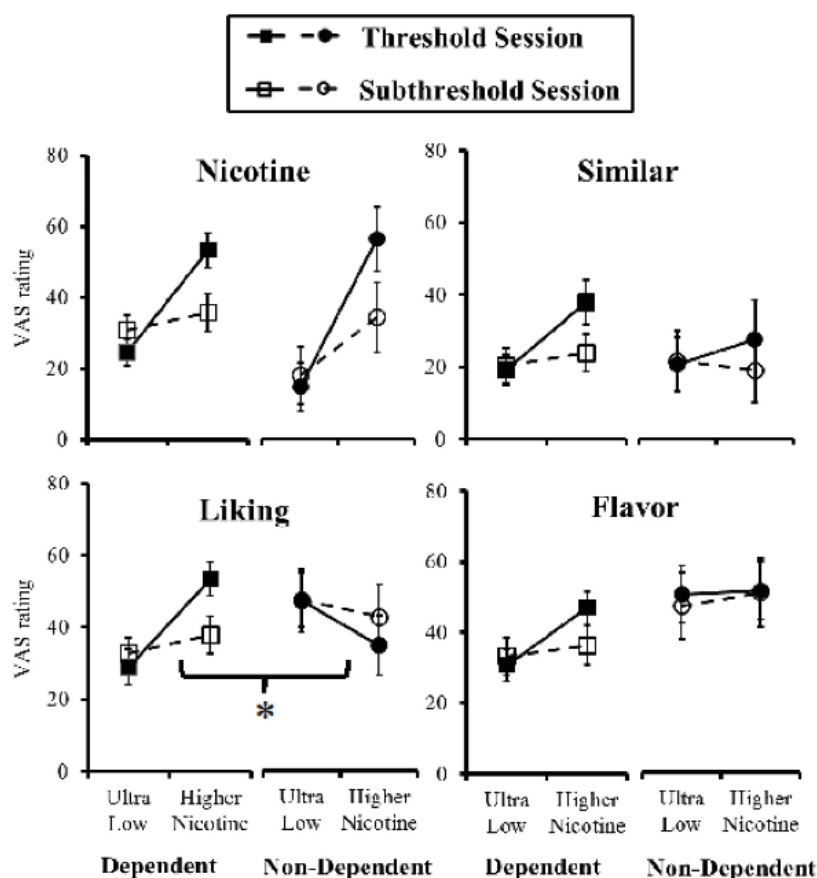 Threshold Session
Subthreshold Session
Nicotine
Similar
VAS rating
80
60
40
20
0
80
60
40
20
0
Liking
Flavor
VAS rating
80
60
40
20
0
80
60
40
20
0
*
Ultra Low
Higher Nicotine
Ultra Low
Higher Nicotine
Ultra Low
Higher Nicotine
Ultra Low
Higher Nicotine
Dependent
Non-Dependent
Dependent
Non-Dependent